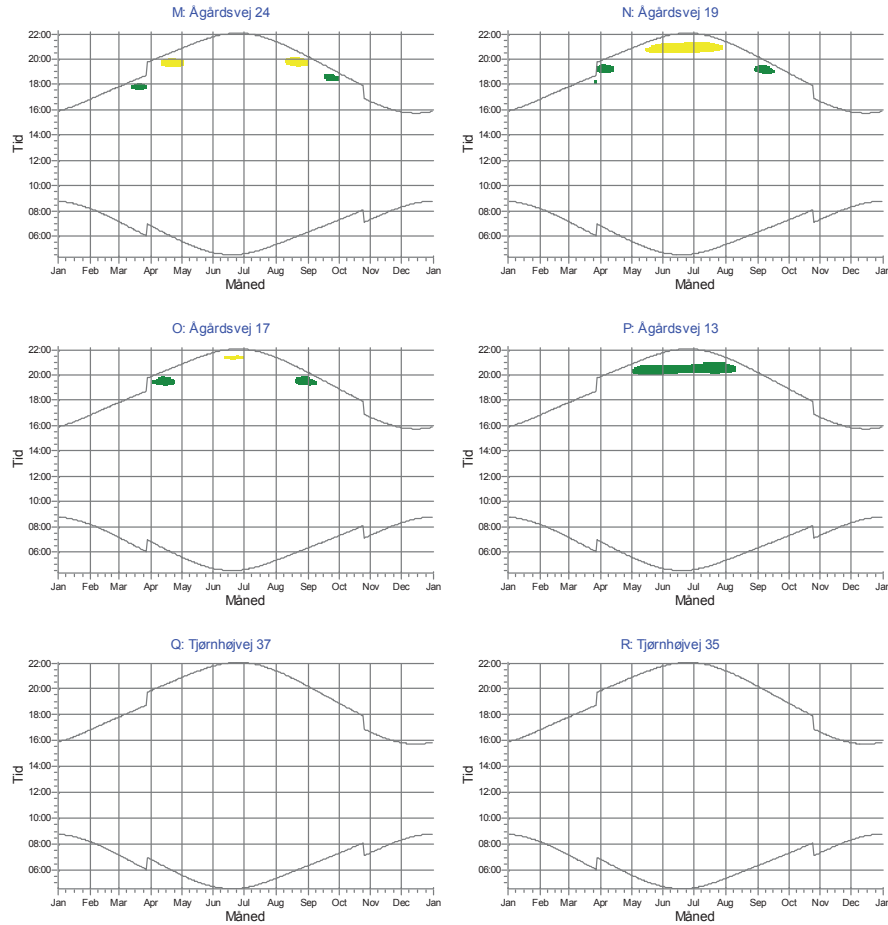 M: Ågårdsvej 24
22:00
20:00
18:00
16:00
14:00
12:00
10:00
08:00
06:00
Tid
Jan Feb Mar Apr May Jun Jul Aug Sep Oct Nov Dec Jan
Måned
N: Ågårdsvej 19
22:00
20:00
18:00
16:00
14:00
12:00
10:00
08:00
06:00
Tid
Jan Feb Mar Apr May Jun Jul Aug Sep Oct Nov Dec Jan
Måned
O: Ågårdsvej 17
22:00
20:00
18:00
16:00
14:00
12:00
10:00
08:00
06:00
Tid
Jan Feb Mar Apr May Jun Jul Aug Sep Oct Nov Dec Jan
Måned
P: Ågårdsvej 13
22:00
20:00
18:00
16:00
14:00
12:00
10:00
08:00
06:00
Tid
Jan Feb Mar Apr May Jun Jul Aug Sep Oct Nov Dec Jan
Måned
Q: Tjørnhøjvej 37
22:00
20:00
18:00
16:00
14:00
12:00
10:00
08:00
06:00
Tid
Jan Feb Mar Apr May Jun Jul Aug Sep Oct Nov Dec Jan
Måned
R: Tjørnhøjvej 35
22:00
20:00
18:00
16:00
14:00
12:00
10:00
08:00
06:00
Tid
Jan Feb Mar Apr May Jun Jul Aug Sep Oct Nov Dec Jan
Måned